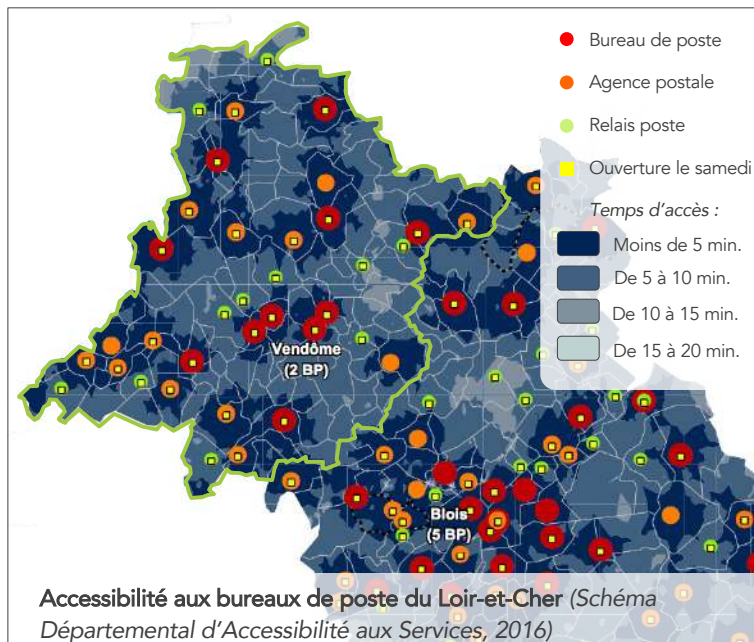 Bureau de poste
Agence postale
Relais poste
Ouverture le samedi
Temps d'accès :
Moins de 5 min.
De 5 à 10 min.
De 10 à 15 min.
De 15 à 20 min.
Vendôme
(2 BP)
Blois
(5 BP)
Accessibilité aux bureaux de poste du Loir-et-Cher (Schéma
Départemental d'Accessibilité aux Services, 2016)